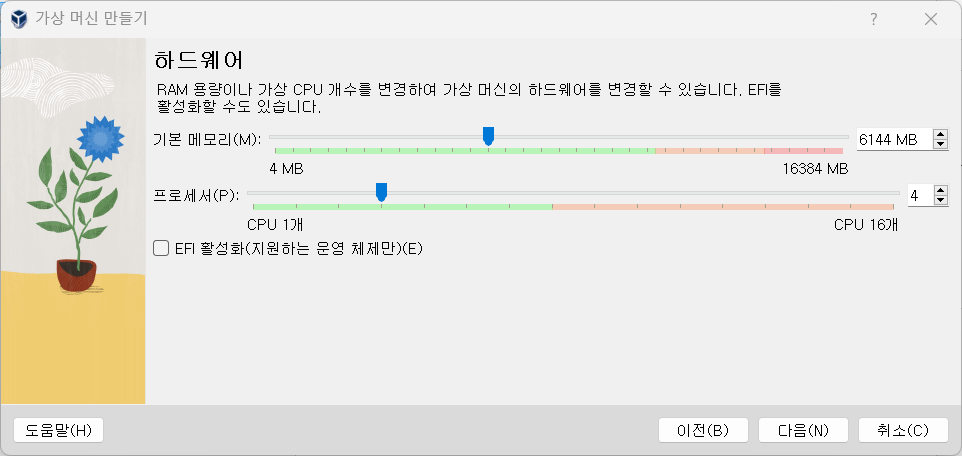 가상 머신 만들기
?
하드웨어
RAM 용량이나 가상 CPU 개수를 변경하여 가상 머신의 하드웨어를 변경할 수 있습니다. EFI를
활성화할 수도 있습니다.
기본 메모리(M): 6144 MB
4 MB 16384 MB
프로세서(P): 4
CPU 1개 CPU 16개
EFI 활성화(지원하는 운영 체제만)(E)
도움말(H) 이전(B) 다음(N) 취소(C)